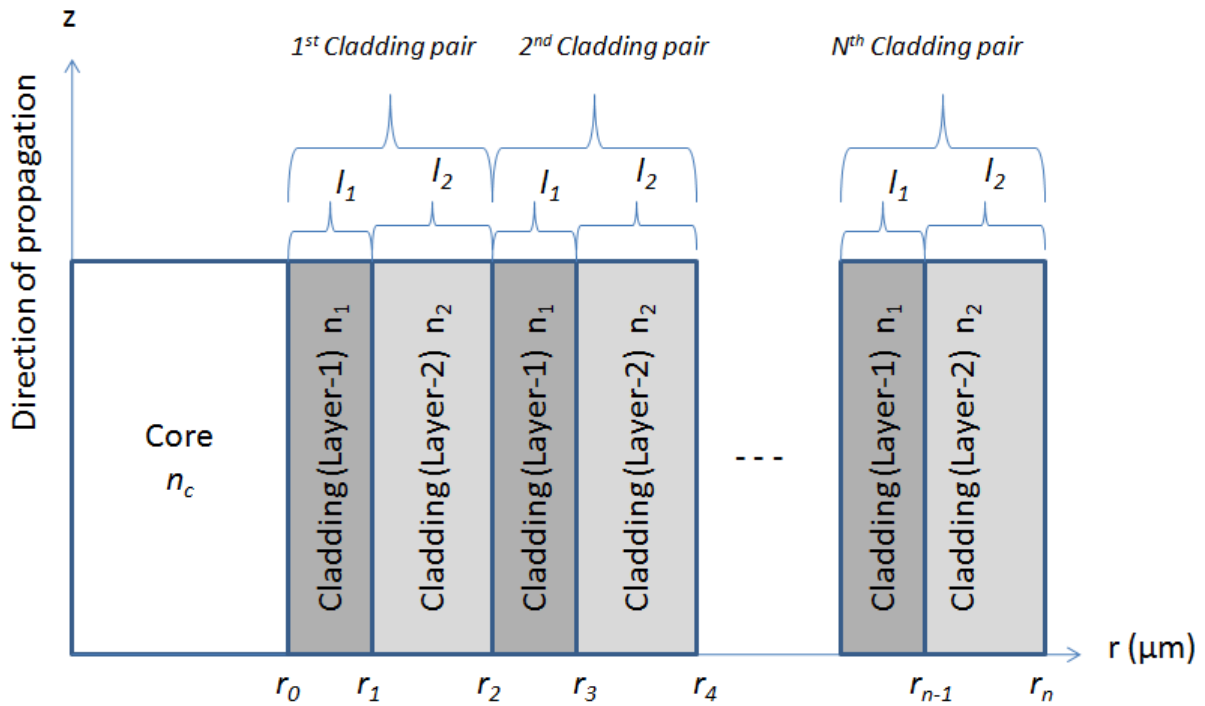 z
1st Cladding pair
2nd Cladding pair
Nth Cladding pair
l1
l2
l1
l2
l1
l2
Direction of propagation
Core
nc
Cladding (Layer-1) n1
Cladding (Layer-2) n2
Cladding (Layer-1) n1
Cladding (Layer-2) n2
- - -
Cladding (Layer-1) n1
Cladding (Layer-2) n2
r (μm)
r0
r1
r2
r3
r4
rn-1
rn